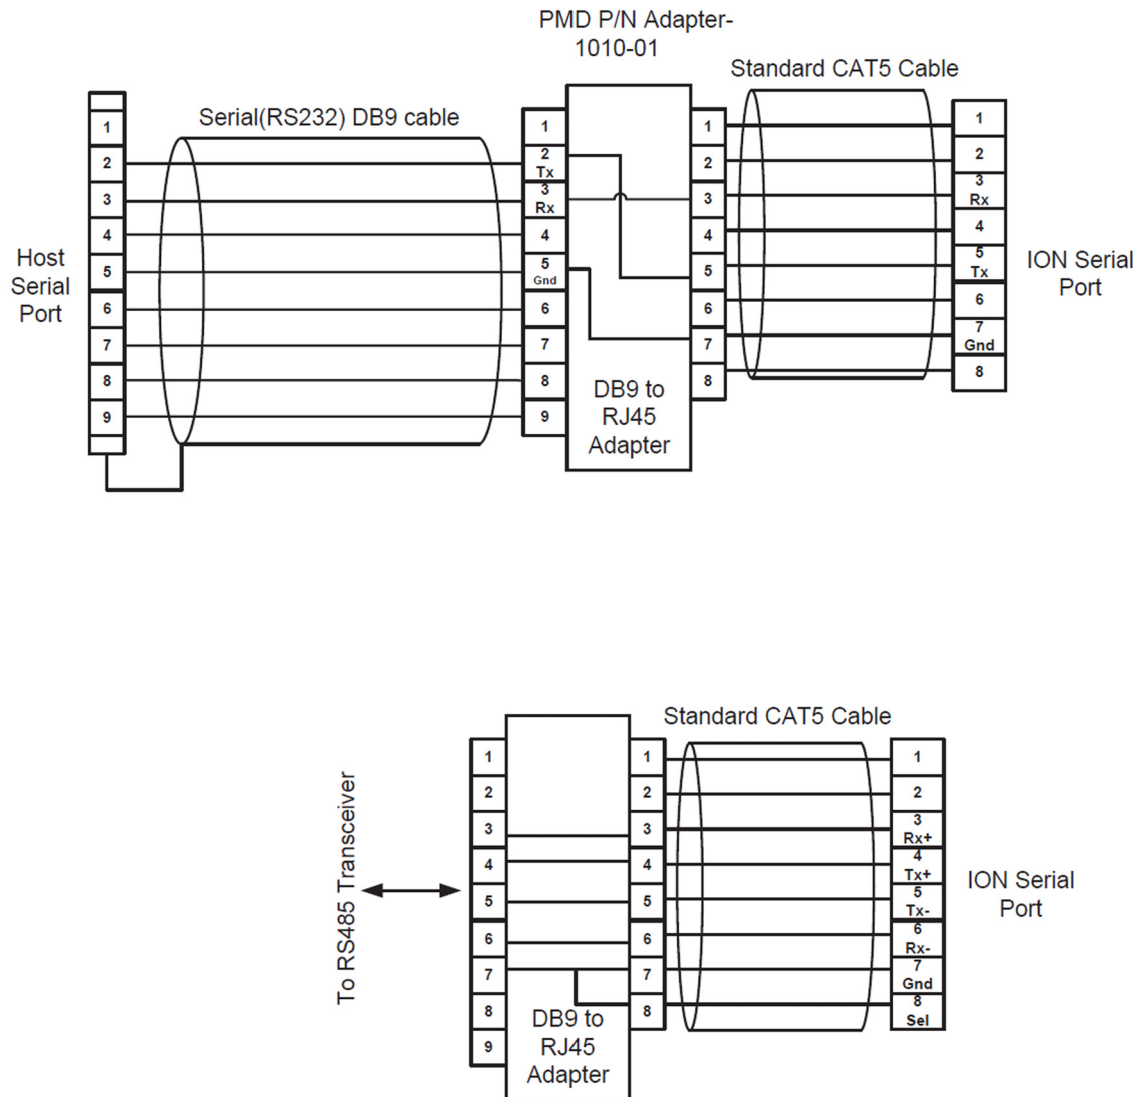 PMD P/N Adapter-
1010-01
Standard CAT5 Cable
Serial(RS232) DB9 cable
Host
Serial
Port
1
2
3
4
5
6
7
8
9
1
2
Tx
3
Rx
4
5
Gnd
6
7
8
9
DB9 to
RJ45
Adapter
1
2
3
4
5
6
7
8
1
2
3
Rx
4
5
Tx
6
7
Gnd
8
ION Serial
Port
Standard CAT5 Cable
To RS485 Transceiver
1
2
3
4
5
6
7
8
9
DB9 to
RJ45
Adapter
1
2
3
4
5
6
7
8
1
2
3
Rx+
4
Tx+
5
Tx-
6
Rx-
7
Gnd
8
Sel
ION Serial
Port